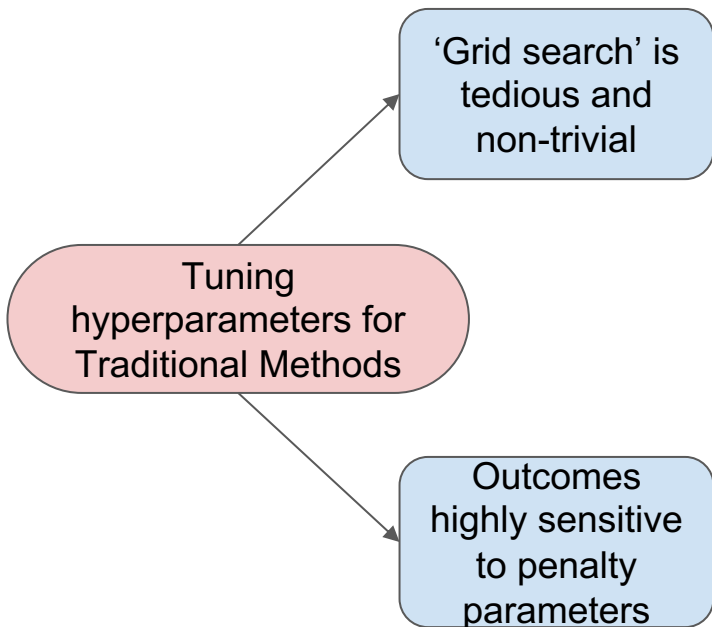 ‘Grid search’ is
tedious and
non-trivial
Tuning
hyperparameters for
Traditional Methods
Outcomes
highly sensitive
to penalty
parameters